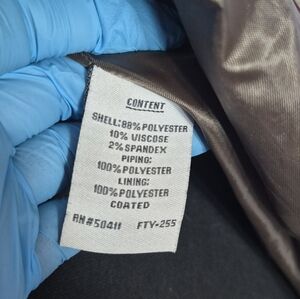 CONTENT
SHELL: 88% POLYESTER
10% VISCOSE
2% SPANDEX
PIPING:
100% POLYESTER
LINING:
100% POLYESTER
COATED
RN#50411 FTY-255